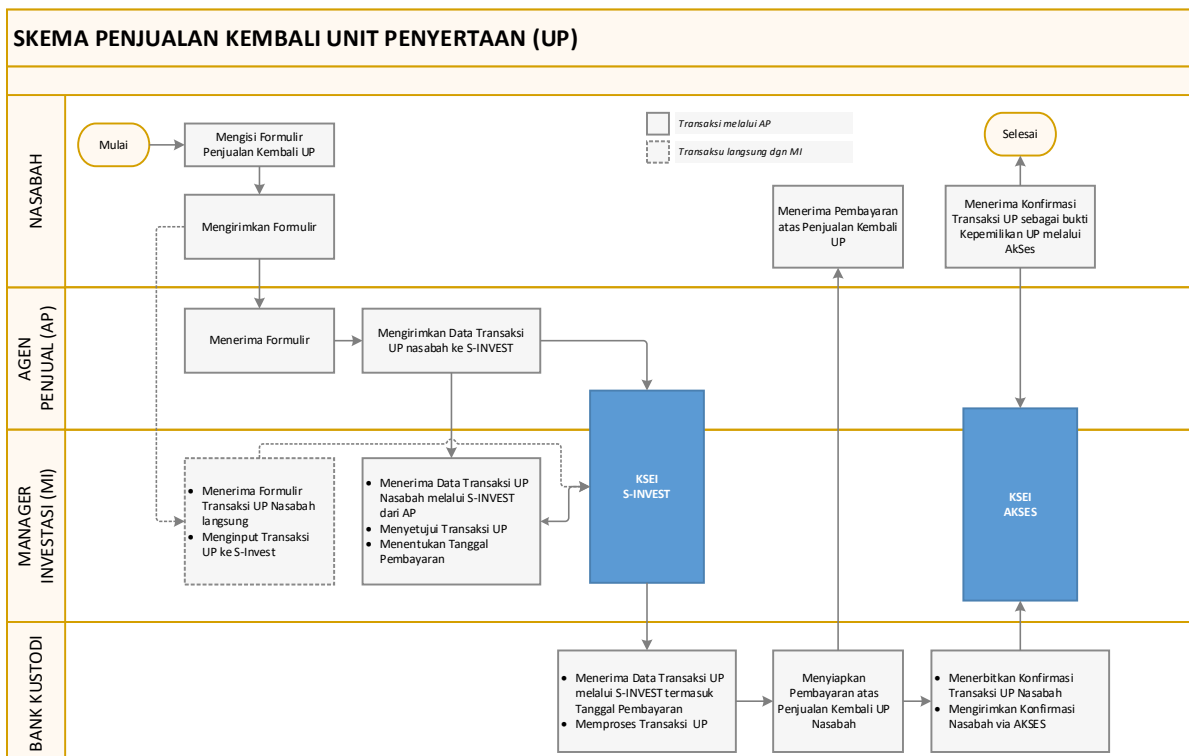 SKEMA PENJUALAN KEMBALI UNIT PENYERTAAN (UP)
NASABAH
Mulai
Mengisi Formulir
Penjualan Kembali UP
Mengirimkan Formulir
Transaksi melalui AP
Transaksu langsung dgn MI
Menerima Pembayaran
atas Penjualan Kembali
UP
Selesai
Menerima Konfirmasi
Transaksi UP sebagai bukti
Kepemilikan UP melalui
AkSes
AGEN
PENJUAL (AP)
Menerima Formulir
Mengirimkan Data Transaksi
UP nasabah ke S-INVEST
MANAGER
INVESTASI (MI)
• Menerima Formulir
Transaksi UP Nasabah
langsung
• Menginput Transaksi
UP ke S-Invest
• Menerima Data Transaksi UP
Nasabah melalui S-INVEST
dari AP
• Menyetujui Transaksi UP
• Menentukan Tanggal
Pembayaran
KSEI
S-INVEST
KSEI
AKSES
BANK KUSTODI
• Menerima Data Transaksi UP
melalui S-INVEST termasuk
Tanggal Pembayaran
• Memproses Transaksi UP
Menyiapkan
Pembayaran atas
Penjualan Kembali UP
Nasabah
• Menerbitkan Konfirmasi
Transaksi UP Nasabah
• Mengirimkan Konfirmasi
Nasabah via AKSES